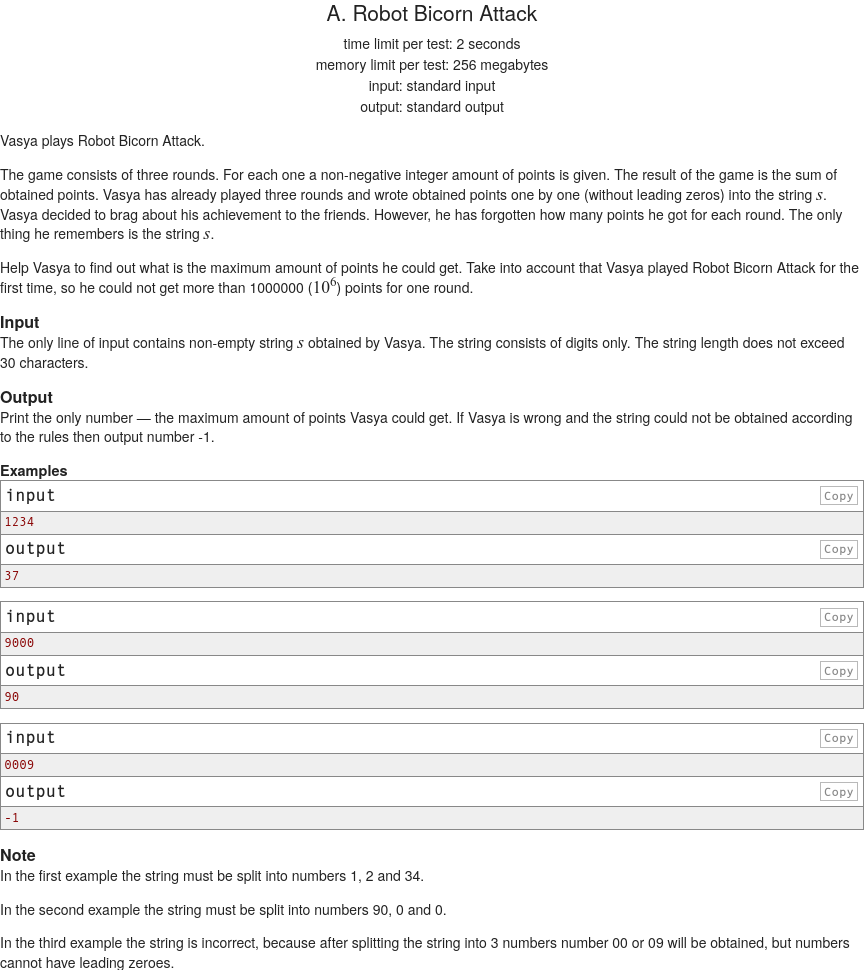 A. Robot Bicorn Attack
time limit per test: 2 seconds
memory limit per test: 256 megabytes
input: standard input
output: standard output
Vasya plays Robot Bicorn Attack.
The game consists of three rounds. For each one a non-negative integer amount of points is given. The result of the game is the sum of
obtained points. Vasya has already played three rounds and wrote obtained points one by one (without leading zeros) into the string s.
Vasya decided to brag about his achievement to the friends. However, he has forgotten how many points he got for each round. The only
thing he remembers is the string s.
Help Vasya to find out what is the maximum amount of points he could get. Take into account that Vasya played Robot Bicorn Attack for the
first time, so he could not get more than 1000000 (10^6) points for one round.
Input
The only line of input contains non-empty string s obtained by Vasya. The string consists of digits only. The string length does not exceed
30 characters.
Output
Print the only number — the maximum amount of points Vasya could get. If Vasya is wrong and the string could not be obtained according
to the rules then output number -1.
Examples
input Copy
1234
output Copy
37
input Copy
9000
output Copy
90
input Copy
0009
output Copy
-1
Note
In the first example the string must be split into numbers 1, 2 and 34.
In the second example the string must be split into numbers 90, 0 and 0.
In the third example the string is incorrect, because after splitting the string into 3 numbers number 00 or 09 will be obtained, but numbers
cannot have leading zeroes.